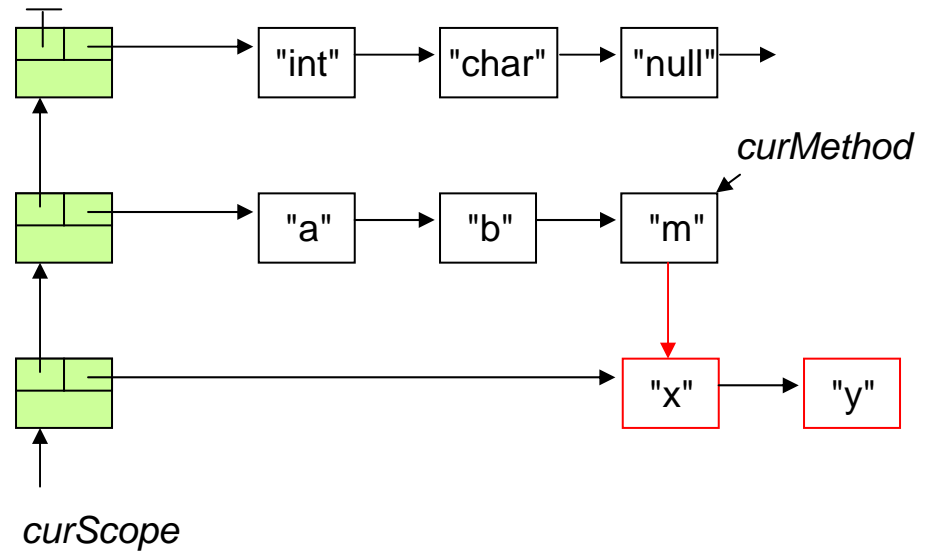 "int" "char" "null"
curMethod
"a" "b" "m"
"x" "y"
curScope